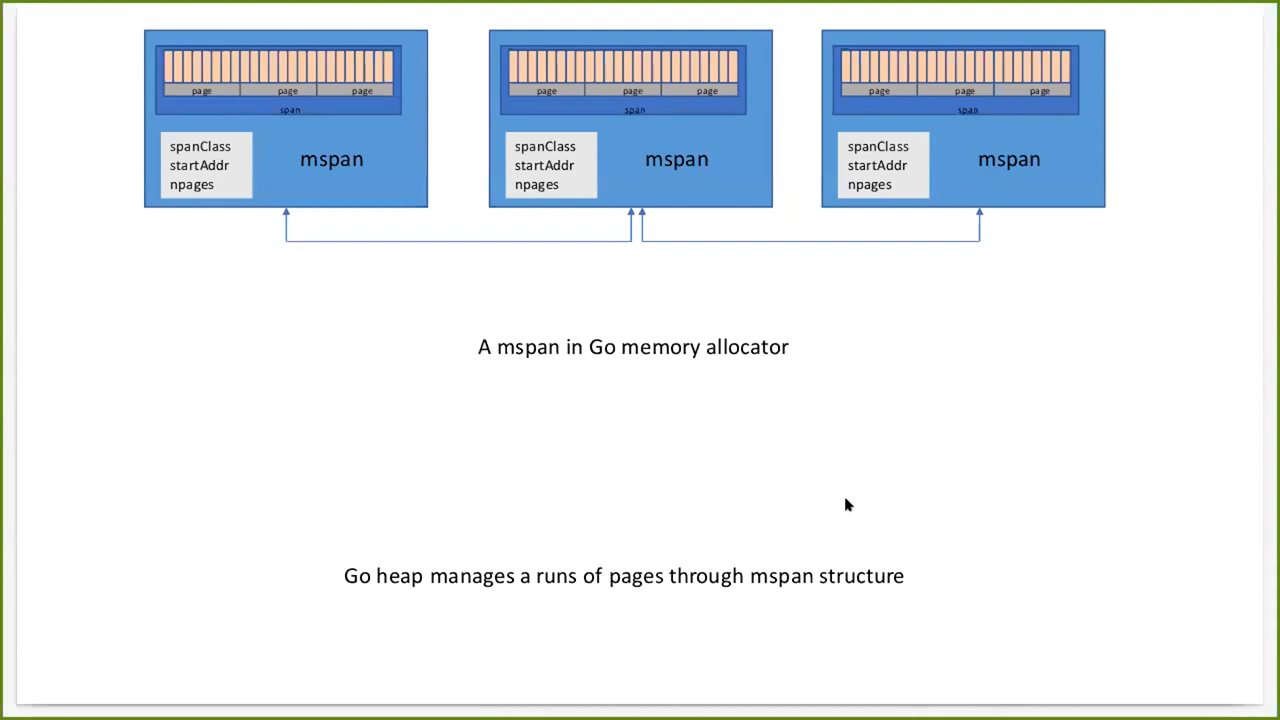 page page page
span
spanClass
startAddr
npages
mspan
page page page
span
spanClass
startAddr
npages
mspan
page page page
span
spanClass
startAddr
npages
mspan
A mspan in Go memory allocator
Go heap manages a runs of pages through mspan structure